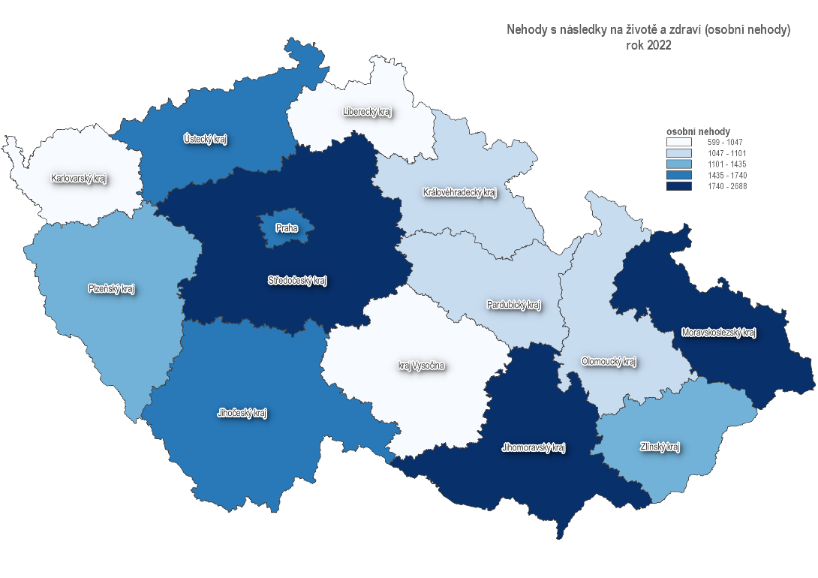 Nehody s následky na životě a zdraví (osobní nehody)
rok 2022
osobní nehody
599 - 1047
1047 - 1101
1101 - 1435
1435 - 1740
1740 - 2688
Liberecký kraj
Ústecký kraj
Karlovarský kraj
Královéhradecký kraj
Praha
Středočeský kraj
Plzeňský kraj
Pardubický kraj
Moravskoslezský kraj
Olomoucký kraj
kraj Vysočina
Jihočeský kraj
Jihomoravský kraj
Zlínský kraj